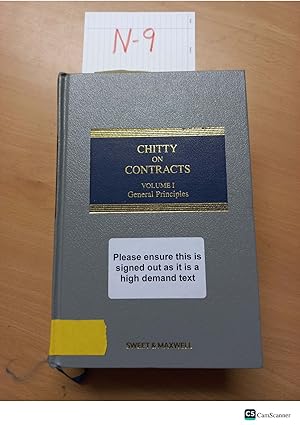 N-9
CHITTY
ON
CONTRACTS
VOLUME I
General Principles
Please ensure this is
signed out as it is a
high demand text
SWEET & MAXWELL
CS CamScanner